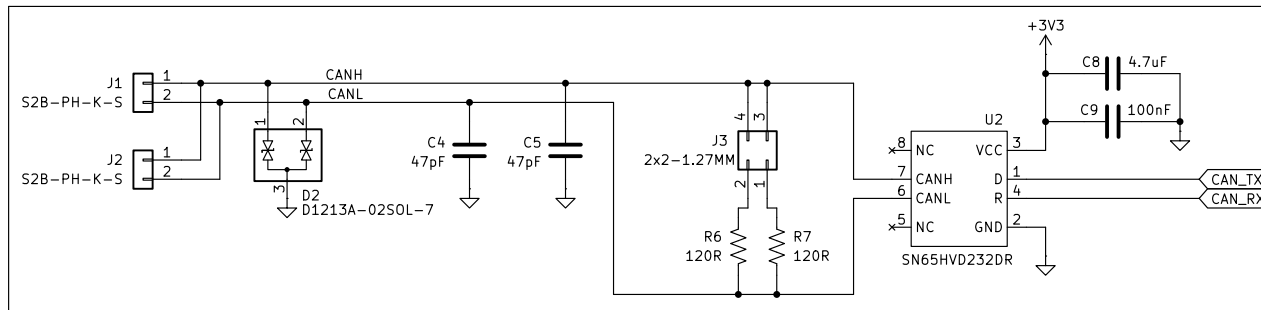 +3V3
C8 4.7uF
C9 100nF
J1
S2B-PH-K-S
1
2
CANH
CANL
J2
S2B-PH-K-S
1
2
1
2
3
D2
D1213A-02SOL-7
C4
47pF
C5
47pF
4
3
J3
2x2-1.27MM
2
1
R6
120R
R7
120R
U2
8 NC
7 CANH
6 CANL
5 NC
VCC 3
D 1
R 4
GND 2
SN65HVD232DR
CAN_TX
CAN_RX